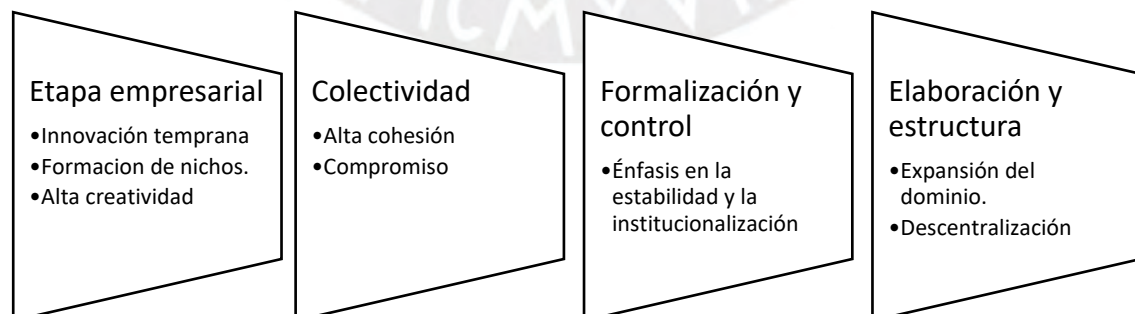 Etapa empresarial
•Innovación temprana
•Formacion de nichos.
•Alta creatividad
Colectividad
•Alta cohesión
•Compromiso
Formalización y
control
•Énfasis en la
estabilidad y la
institucionalización
Elaboración y
estructura
•Expansión del
dominio.
•Descentralización